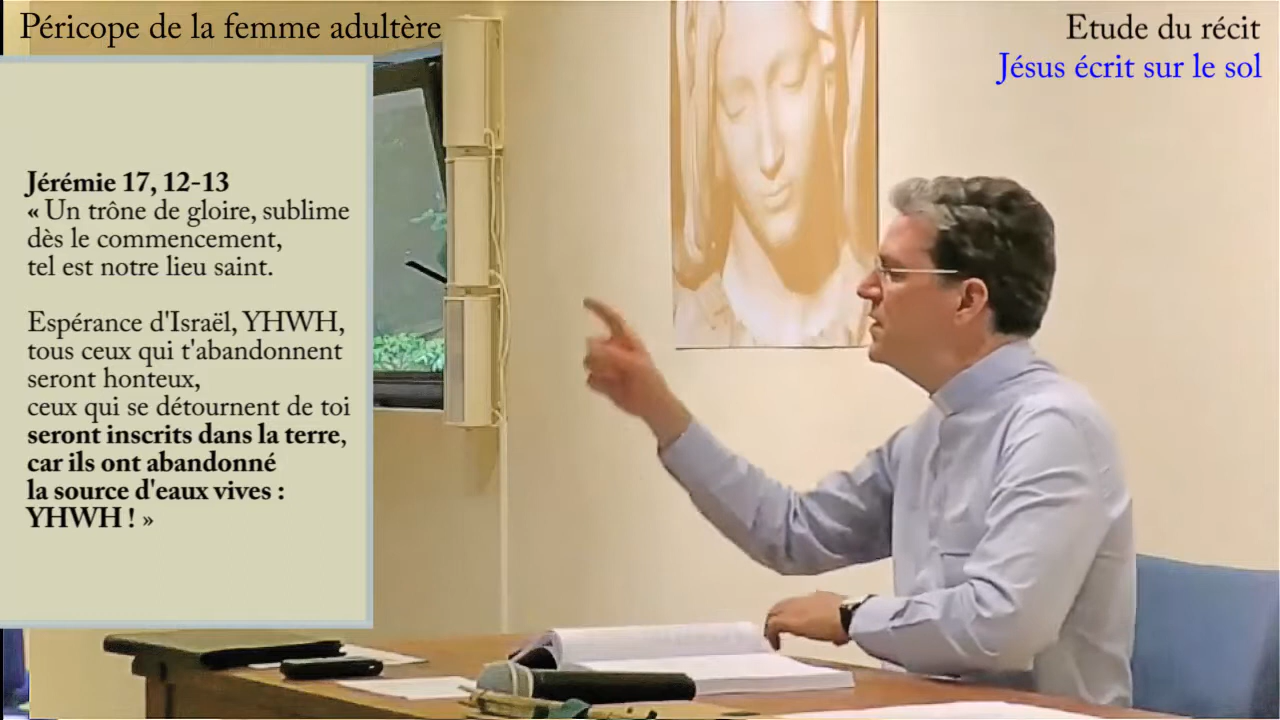 Péricope de la femme adultère
Etude du récit
Jésus écrit sur le sol
Jérémie 17, 12-13
« Un trône de gloire, sublime
dès le commencement,
tel est notre lieu saint.
Espérance d'Israël, YHWH,
tous ceux qui t'abandonnent
seront honteux,
ceux qui se détournent de toi
seront inscrits dans la terre,
car ils ont abandonné
la source d'eaux vives :
YHWH ! »